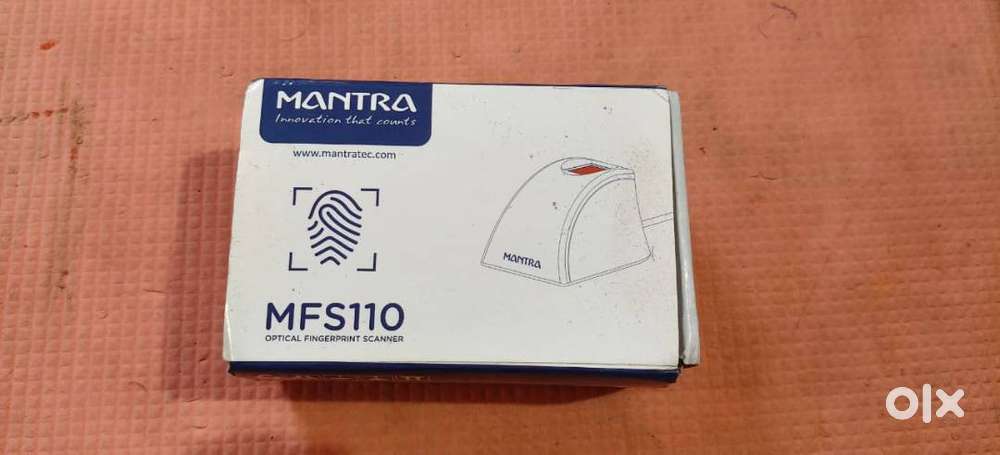 MANTRA
Innovation that counts
www.mantratec.com
MANTRA
MFS110
OPTICAL FINGERPRINT SCANNER
olx